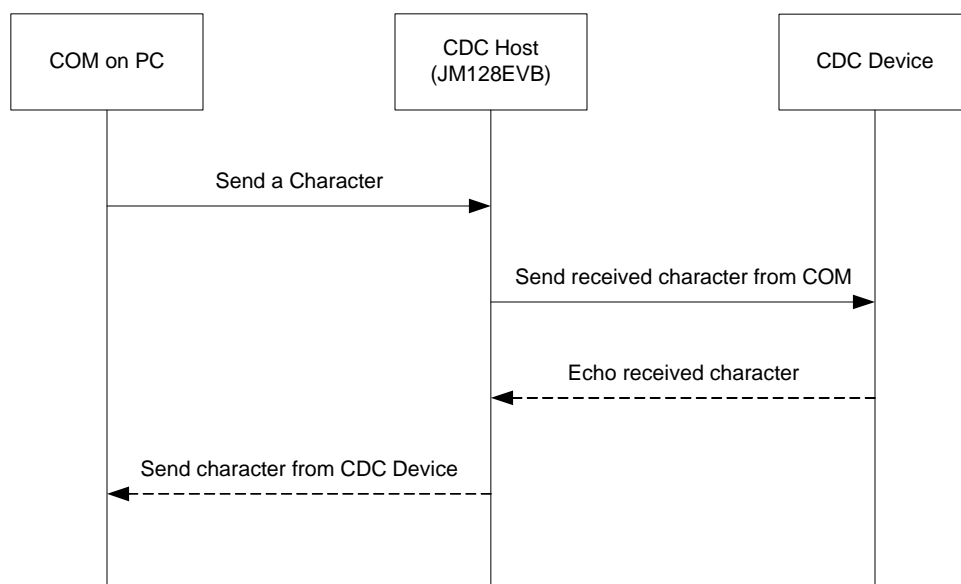 COM on PC
CDC Host
(JM128EVB)
CDC Device
Send a Character
Send received character from COM
Echo received character
Send character from CDC Device